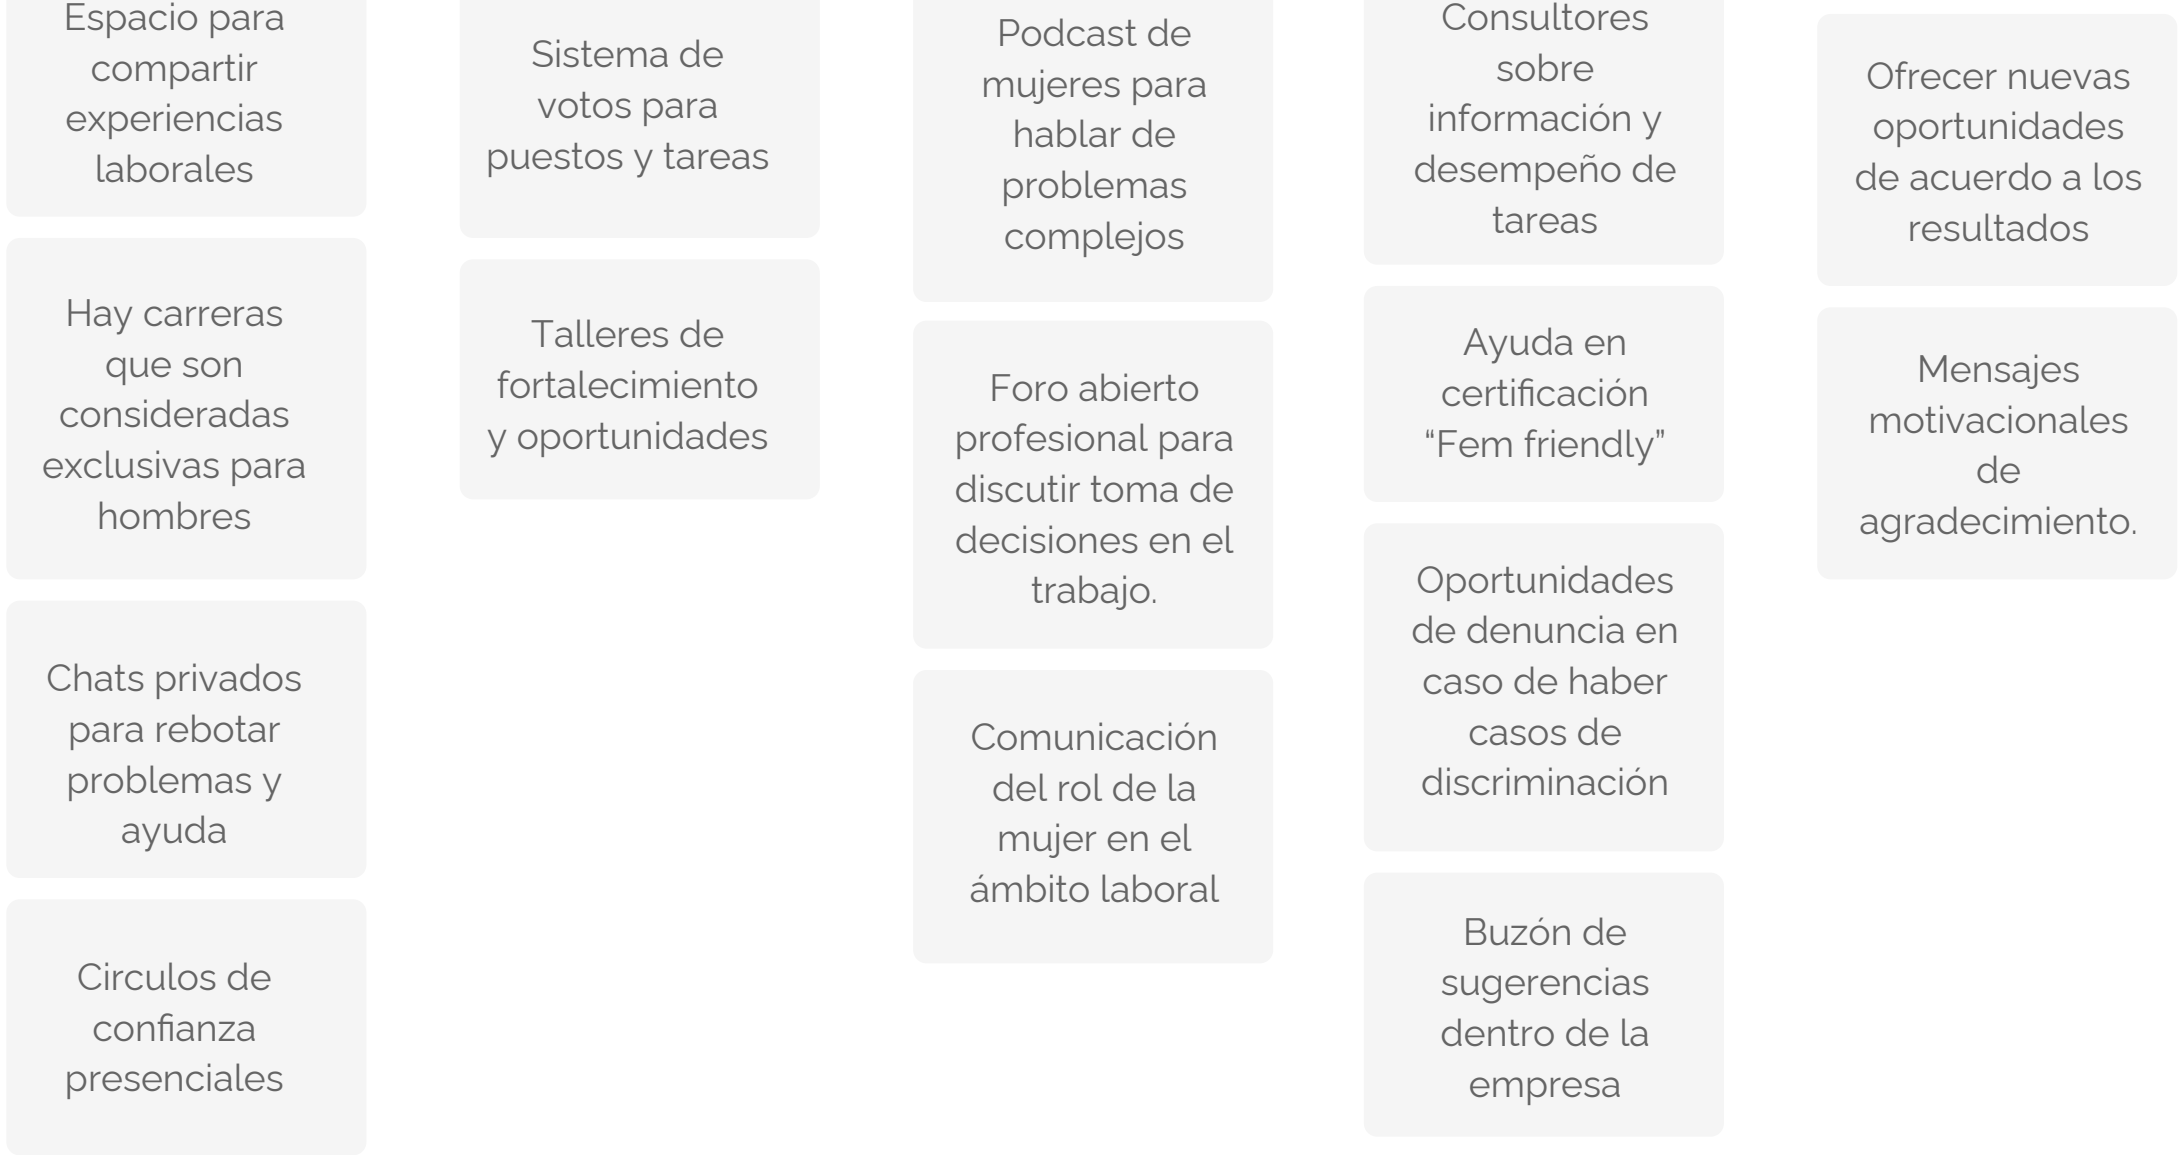 Espacio para
compartir
experiencias
laborales
Hay carreras
que son
consideradas
exclusivas para
hombres
Chats privados
para rebotar
problemas y
ayuda
Circulos de
confianza
presenciales
Sistema de
votos para
puestos y tareas
Talleres de
fortalecimiento
y oportunidades
Podcast de
mujeres para
hablar de
problemas
complejos
Foro abierto
profesional para
discutir toma de
decisiones en el
trabajo.
Comunicación
del rol de la
mujer en el
ámbito laboral
Consultores
sobre
información y
desempeño de
tareas
Ayuda en
certificación
“Fem friendly”
Oportunidades
de denuncia en
caso de haber
casos de
discriminación
Buzón de
sugerencias
dentro de la
empresa
Ofrecer nuevas
oportunidades
de acuerdo a los
resultados
Mensajes
motivacionales
de
agradecimiento.